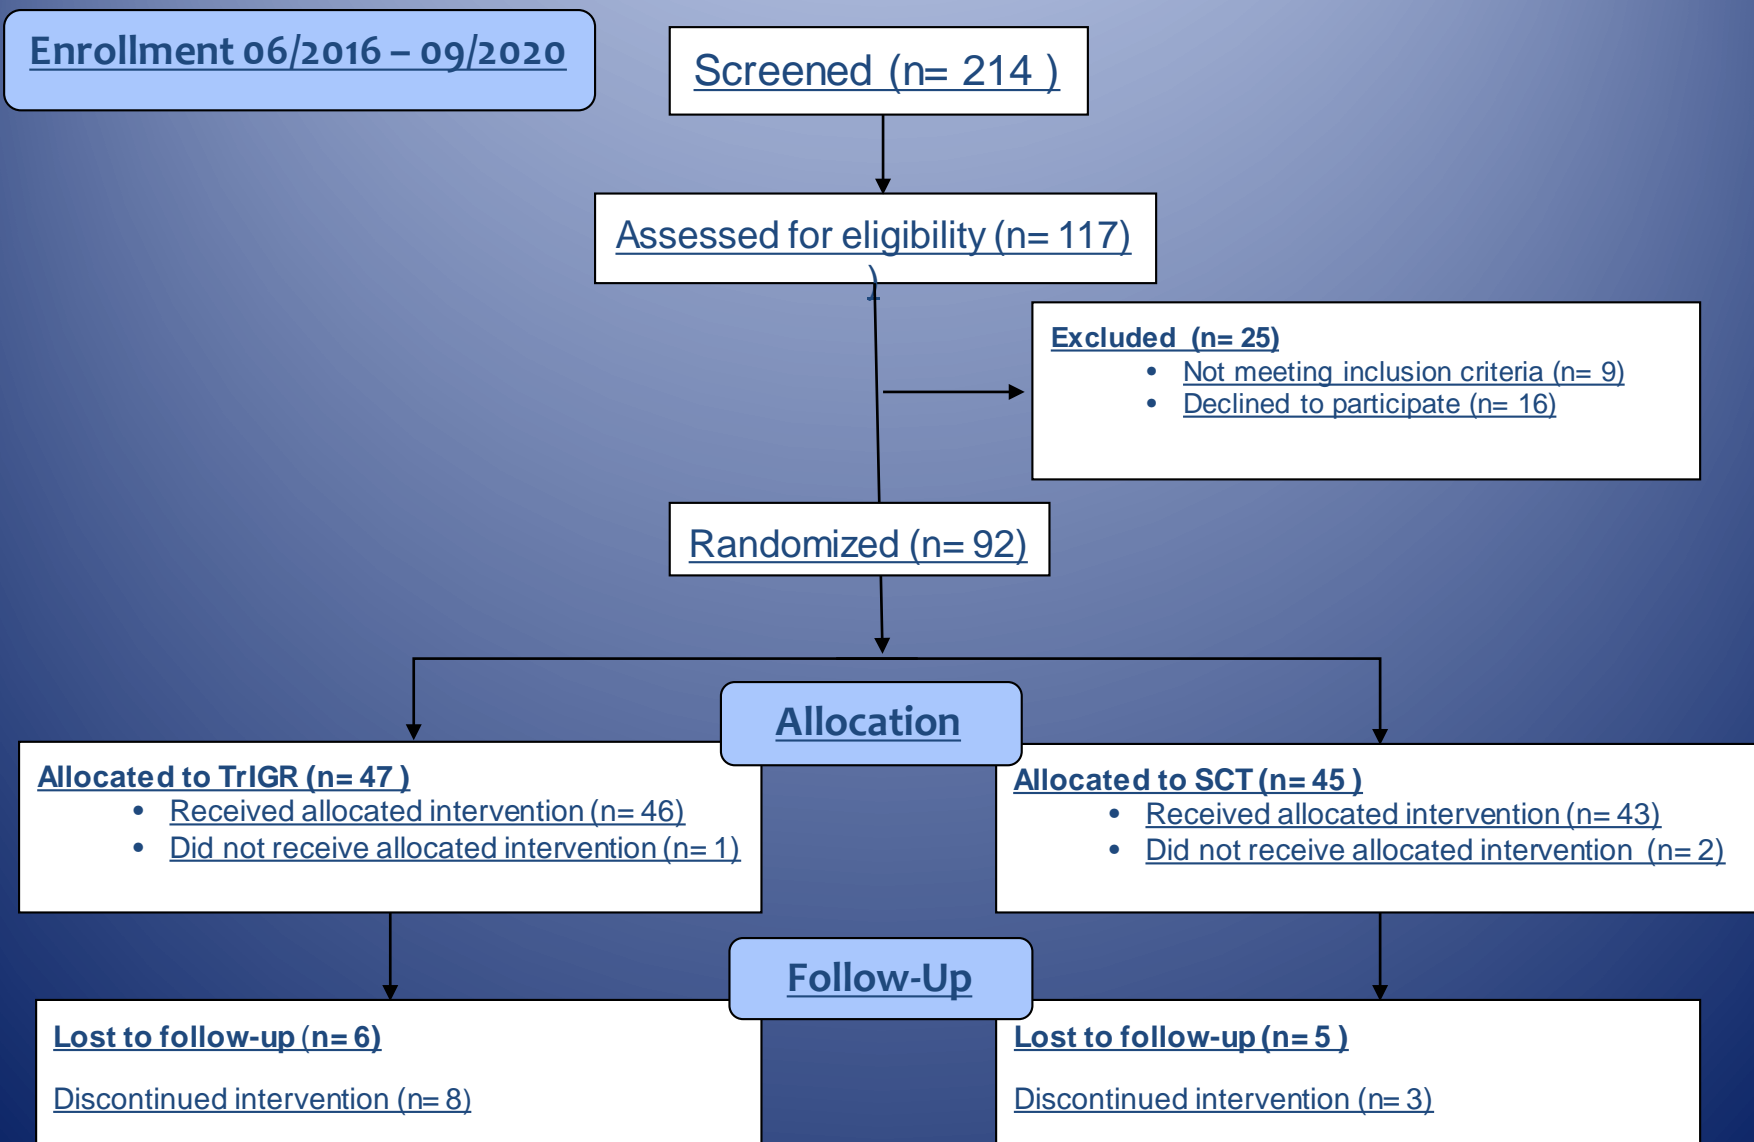 Enrollment 06/2016 – 09/2020
Screened (n= 214 )
Assessed for eligibility (n= 117)
)
Excluded (n= 25)
• Not meeting inclusion criteria (n= 9)
• Declined to participate (n= 16)
Randomized (n= 92)
Allocation
Allocated to TrIGR (n= 47 )
• Received allocated intervention (n= 46)
• Did not receive allocated intervention (n= 1)
Allocated to SCT (n= 45 )
• Received allocated intervention (n= 43)
• Did not receive allocated intervention (n= 2)
Follow-Up
Lost to follow-up (n= 6)
Discontinued intervention (n= 8)
Lost to follow-up (n= 5 )
Discontinued intervention (n= 3)